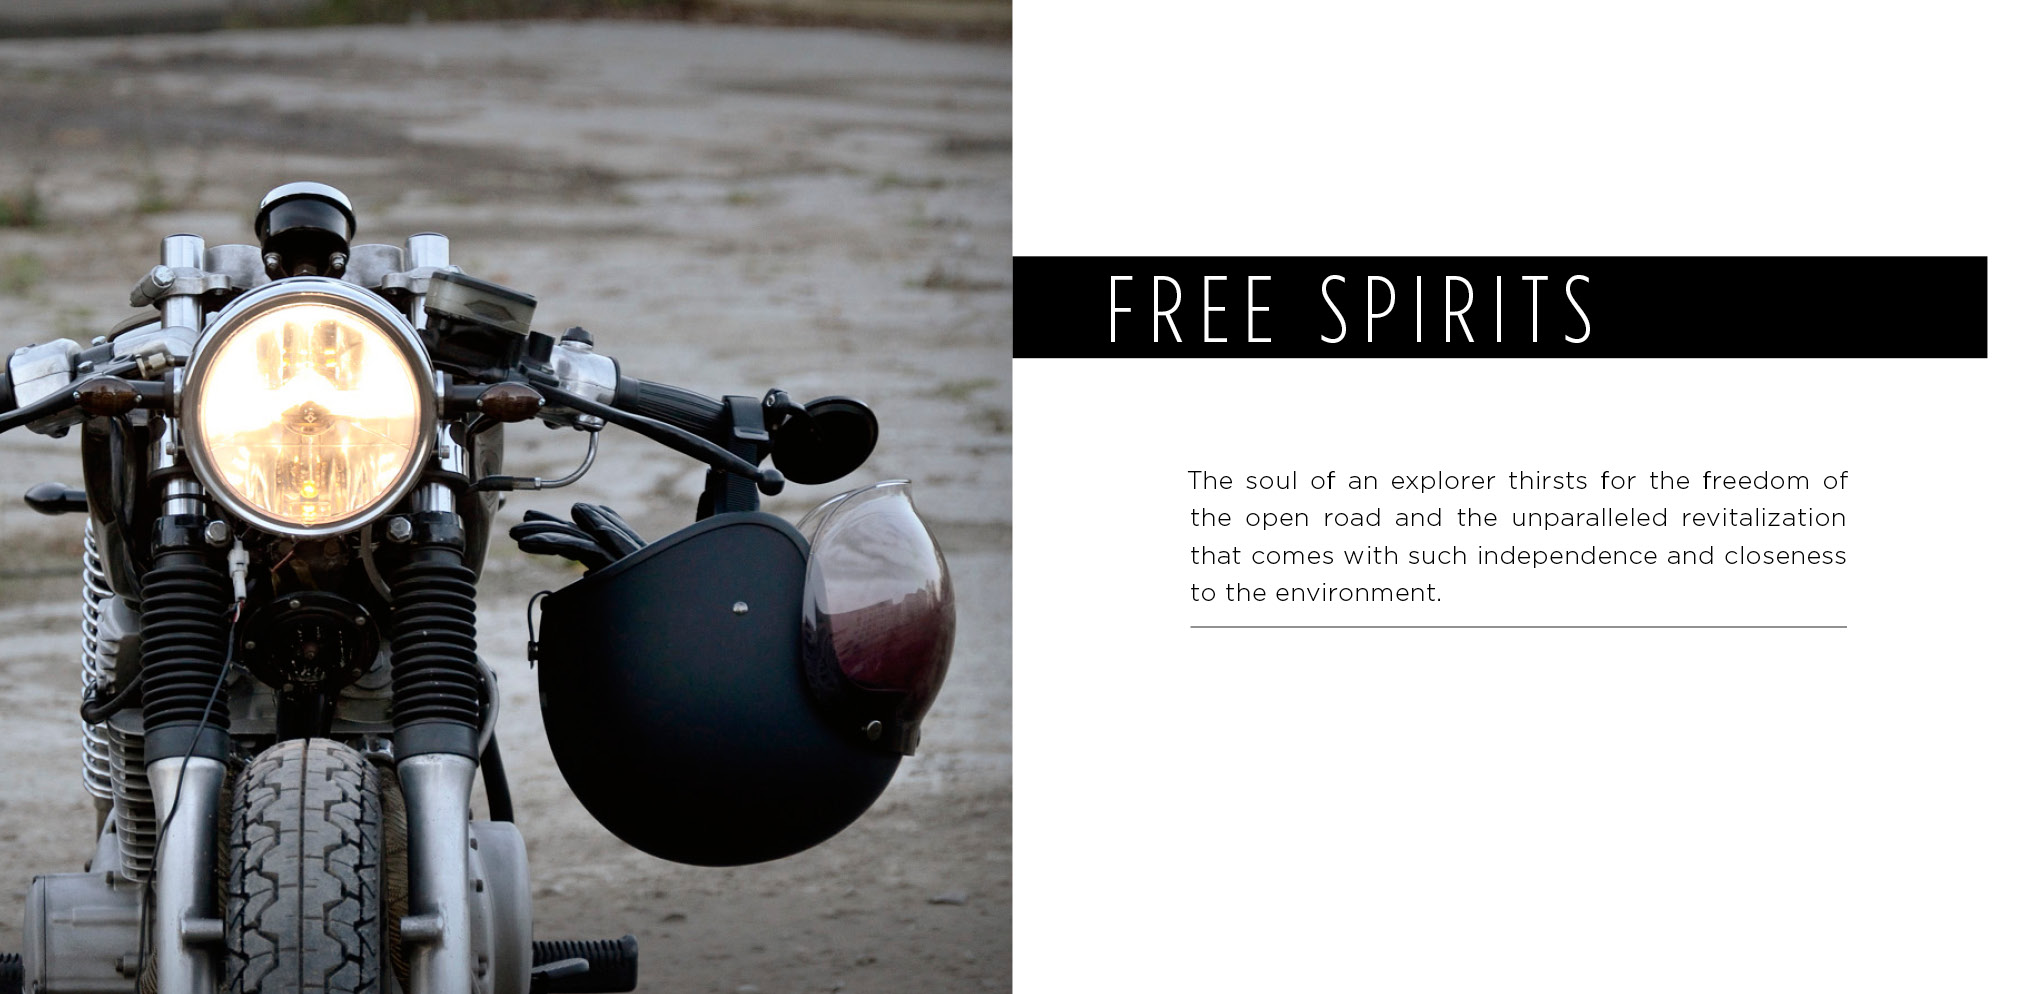 FREE SPIRITS
The soul of an explorer thirsts for the freedom of
the open road and the unparalleled revitalization
that comes with such independence and closeness
to the environment.